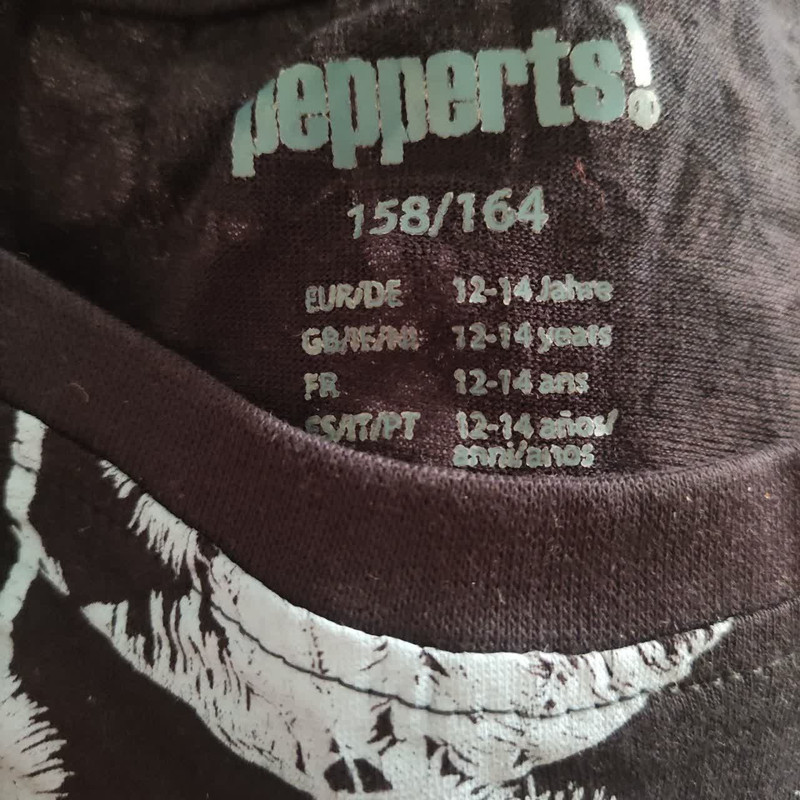 pepperts!
158/164
EUR/DE 12-14 Jahre
GB/IE/NI 12-14 years
FR 12-14 ans
ES/IT/PT 12-14 años/
anni/anos